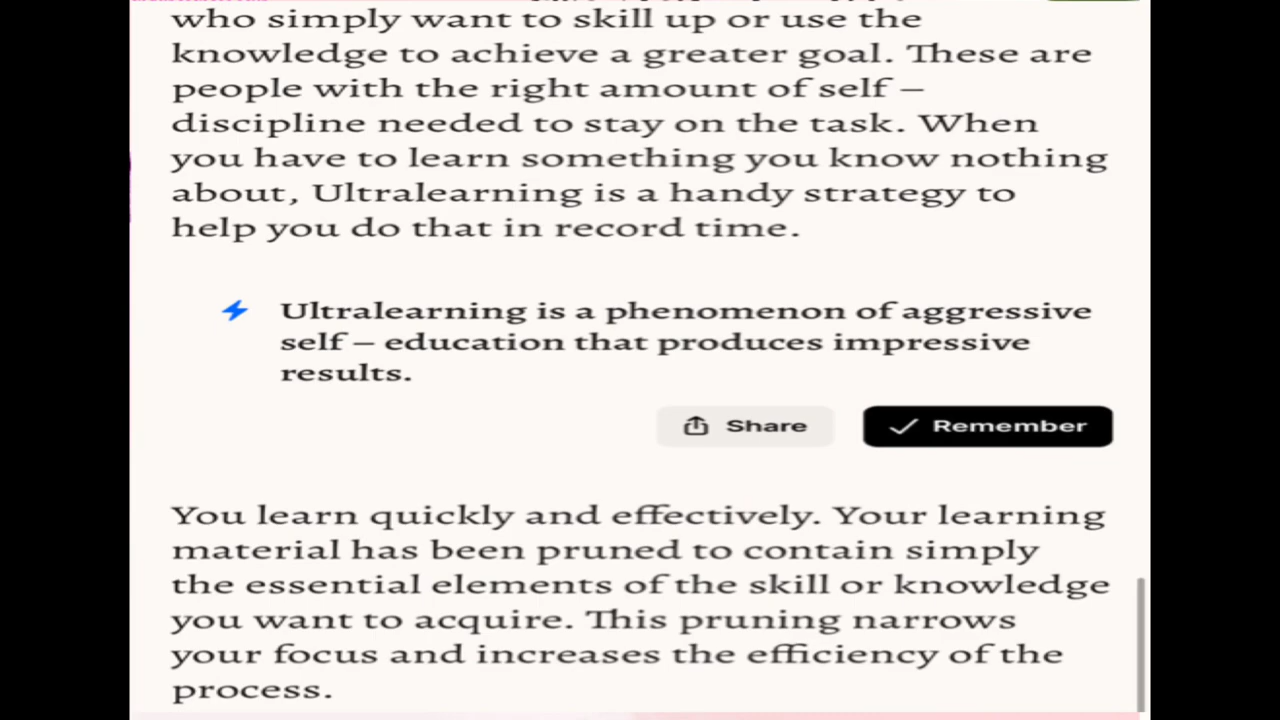 who simply want to skill up or use the
knowledge to achieve a greater goal. These are
people with the right amount of self –
discipline needed to stay on the task. When
you have to learn something you know nothing
about, Ultralearning is a handy strategy to
help you do that in record time.
Ultralearning is a phenomenon of aggressive
self – education that produces impressive
results.
Share
Remember
You learn quickly and effectively. Your learning
material has been pruned to contain simply
the essential elements of the skill or knowledge
you want to acquire. This pruning narrows
your focus and increases the efficiency of the
process.